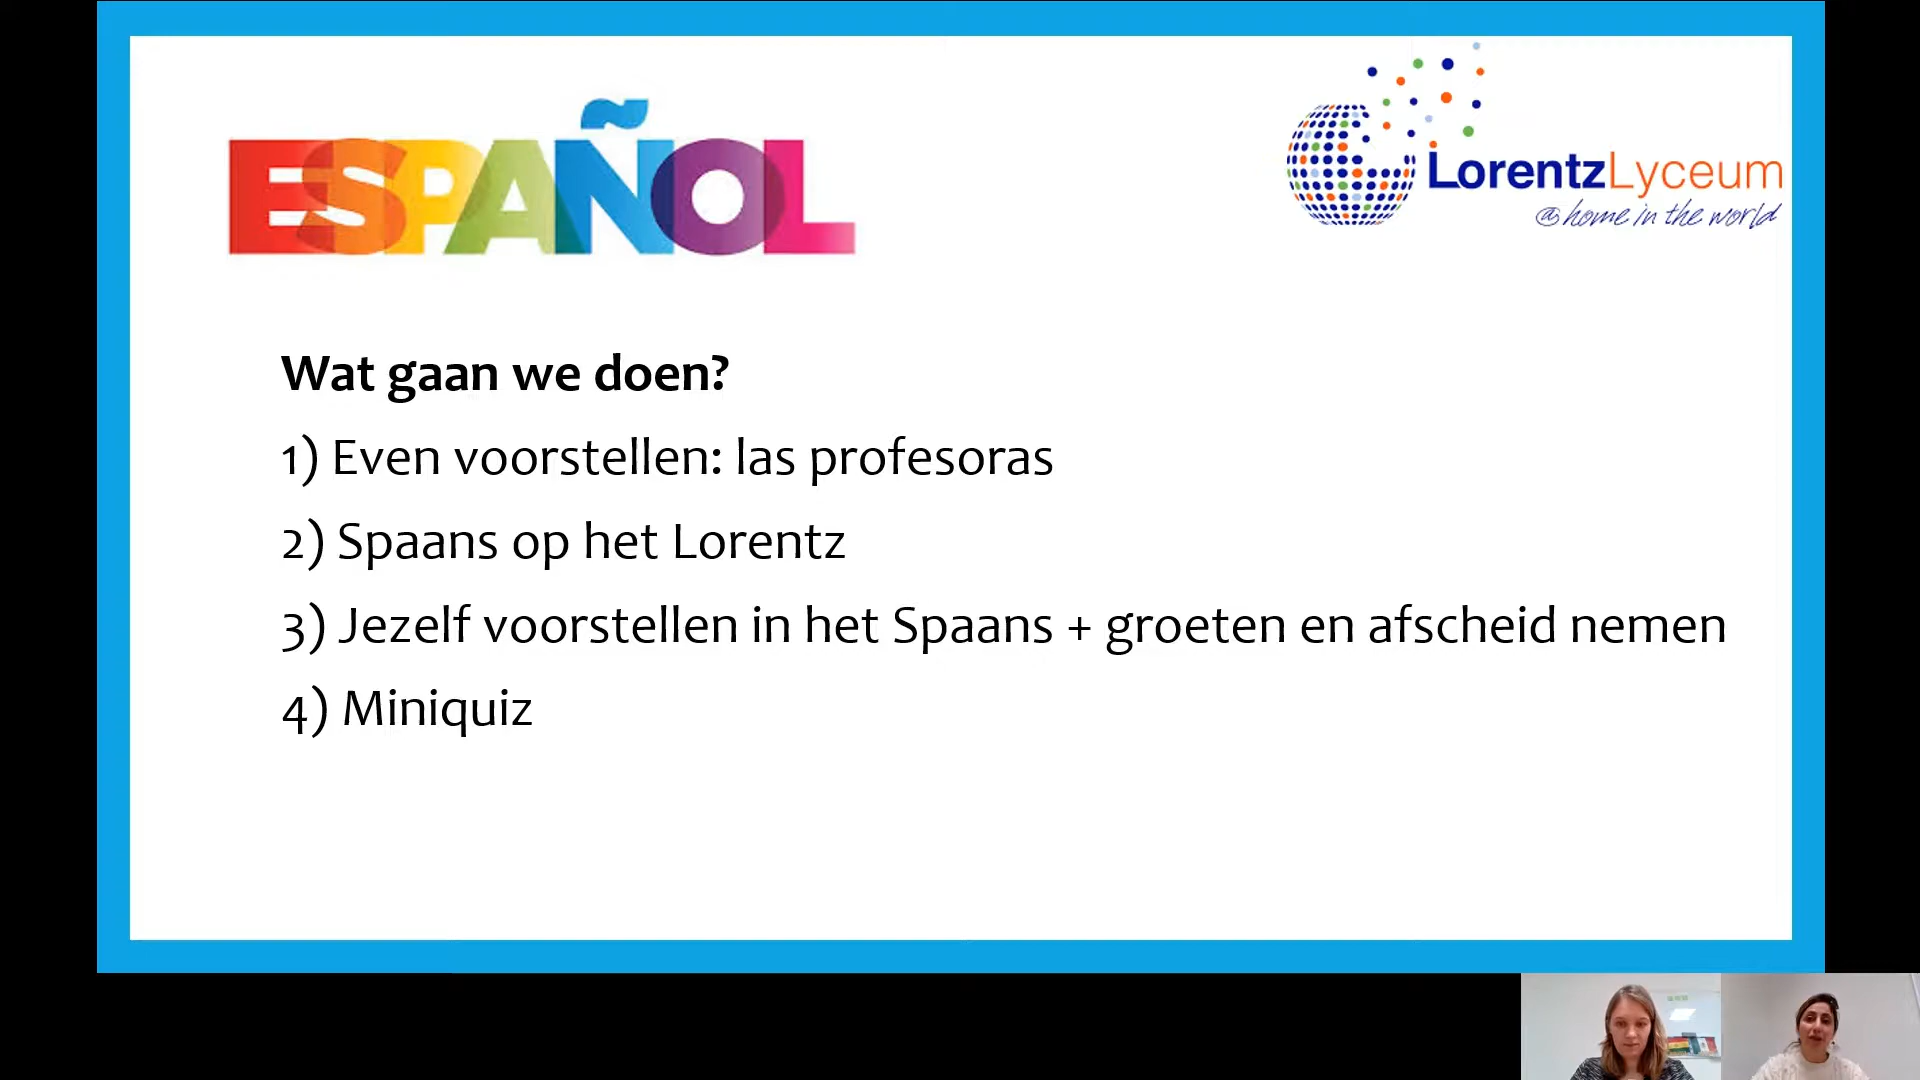 ESPAÑOL
LorentzLyceum
@home in the world
Wat gaan we doen?
1) Even voorstellen: las profesoras
2) Spaans op het Lorentz
3) Jezelf voorstellen in het Spaans + groeten en afscheid nemen
4) Miniquiz